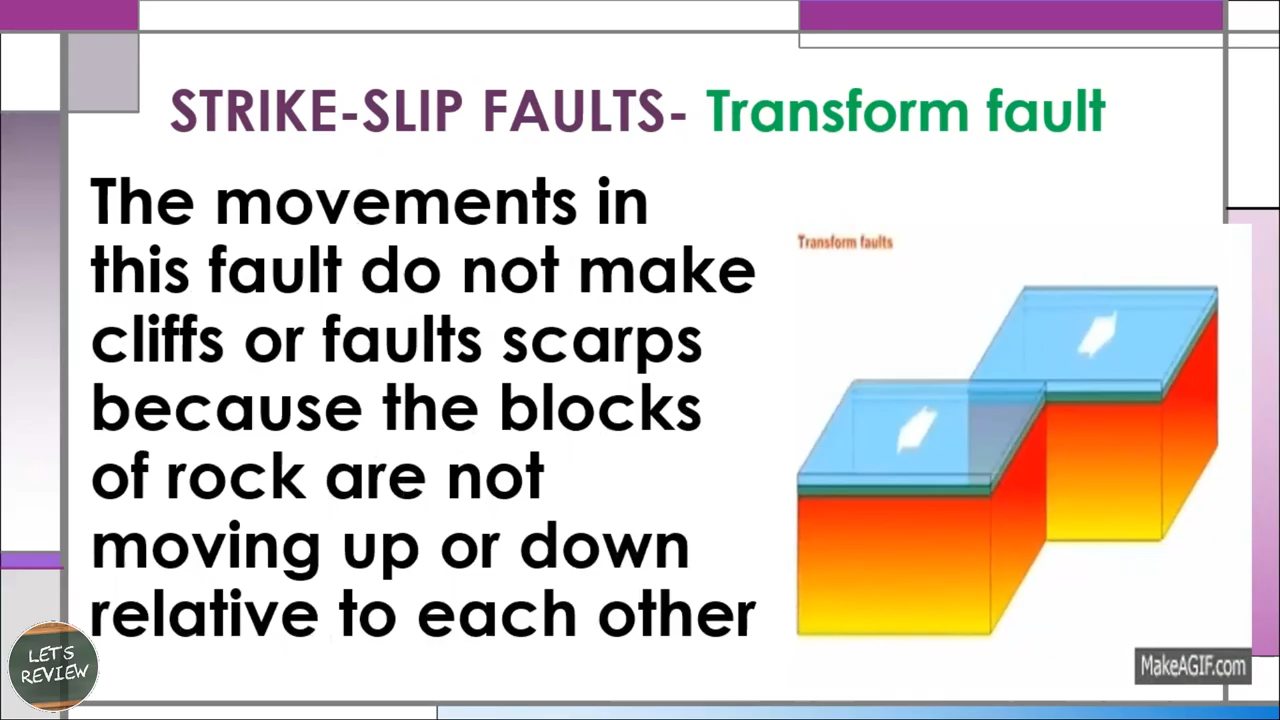 STRIKE-SLIP FAULTS- Transform fault
The movements in
this fault do not make
cliffs or faults scarps
because the blocks
of rock are not
moving up or down
relative to each other
Transform faults
LET'S
REVIEW
MakeAGIF.com